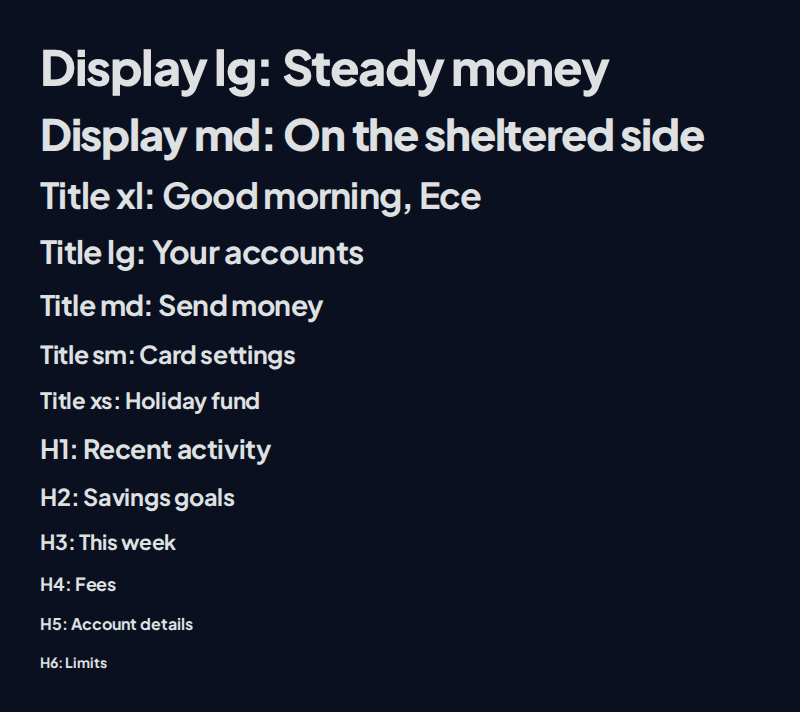 Display lg: Steady money
Display md: On the sheltered side
Title xl: Good morning, Ece
Title lg: Your accounts
Title md: Send money
Title sm: Card settings
Title xs: Holiday fund
H1: Recent activity
H2: Savings goals
H3: This week
H4: Fees
H5: Account details
H6: Limits